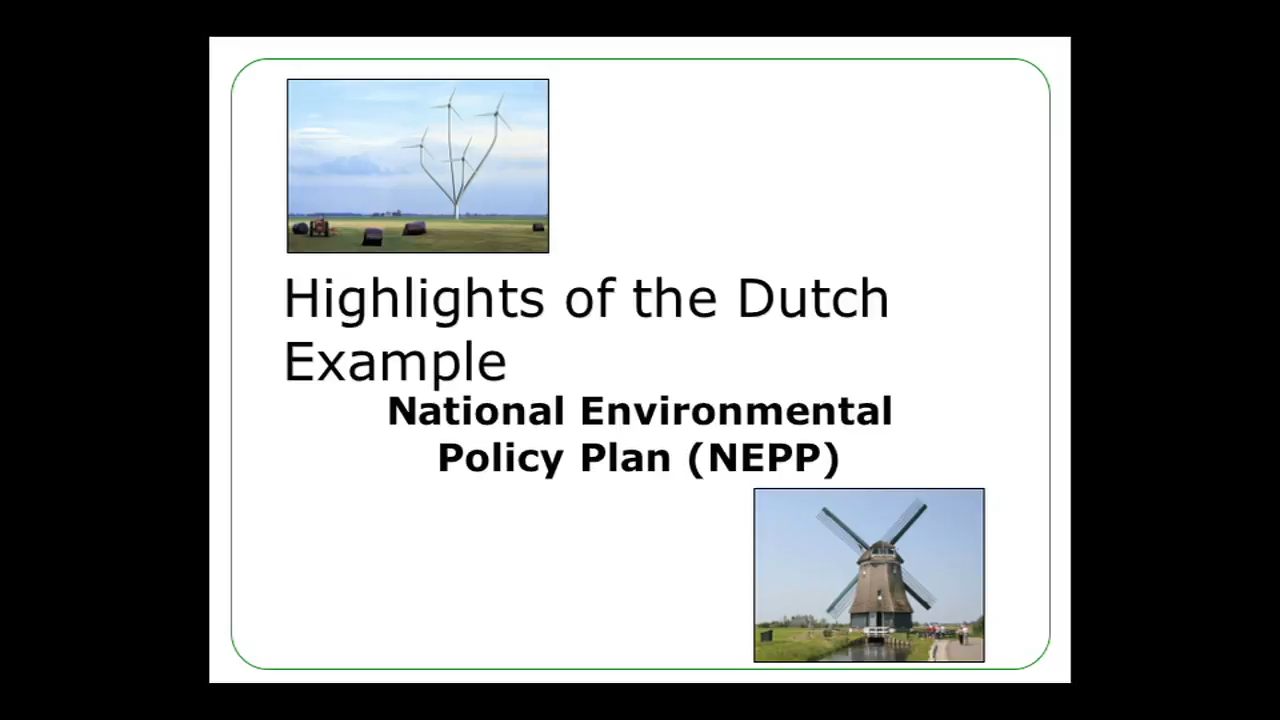 Highlights of the Dutch
Example
National Environmental
Policy Plan (NEPP)